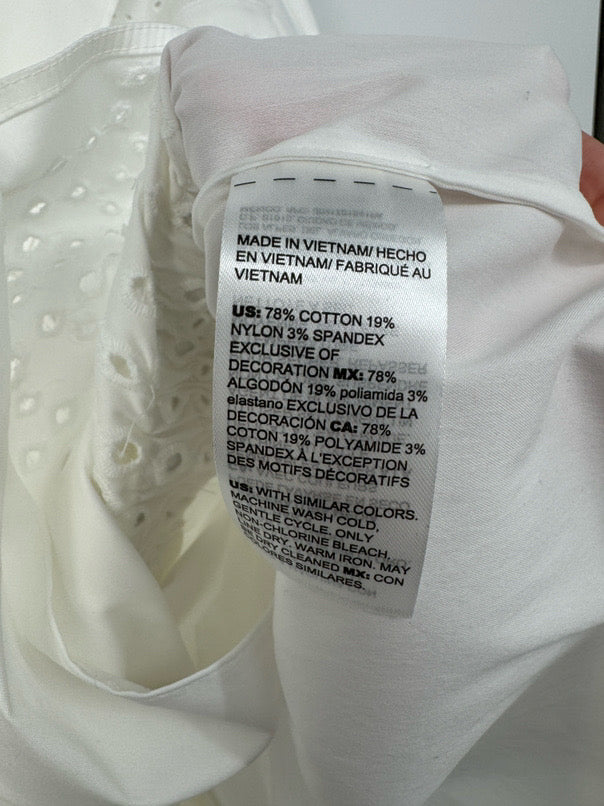 MADE IN VIETNAM/ HECHO
EN VIETNAM/ FABRIQUÉ AU
VIETNAM
US: 78% COTTON 19%
NYLON 3% SPANDEX
EXCLUSIVE OF
DECORATION MX: 78%
ALGODÓN 19% poliamida 3%
elastano EXCLUSIVO DE LA
DECORACIÓN CA: 78%
COTON 19% POLYAMIDE 3%
SPANDEX À L'EXCEPTION
DES MOTIFS DÉCORATIFS
US: WITH SIMILAR COLORS.
MACHINE WASH COLD,
GENTLE CYCLE. ONLY
NON-CHLORINE BLEACH.
DRY. WARM IRON. MAY
DRY CLEANED MX: CON
SIMILARES.